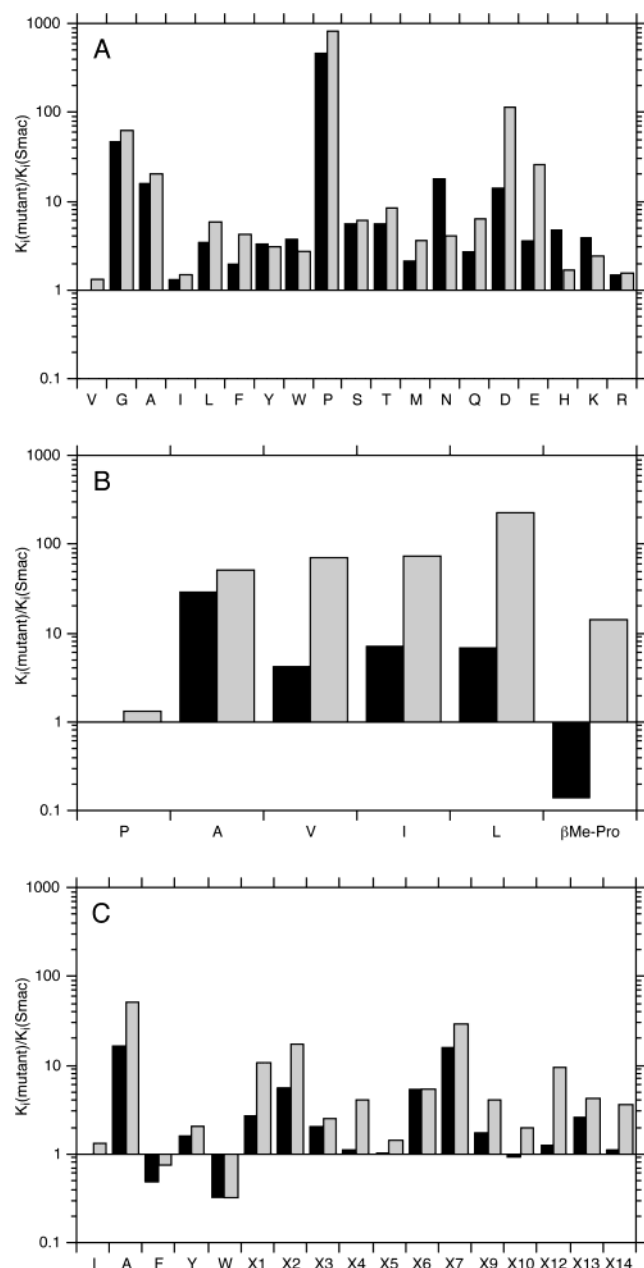 A
1000
100
10
1
0.1
Ki(mutant)/Ki(Smac)
V G A I L F Y W P S T M N Q D E H K R
B
1000
100
10
1
0.1
Ki(mutant)/Ki(Smac)
P A V I L βMe-Pro
C
1000
100
10
1
0.1
Ki(mutant)/Ki(Smac)
I A F Y W X1 X2 X3 X4 X5 X6 X7 X9 X10 X12 X13 X14